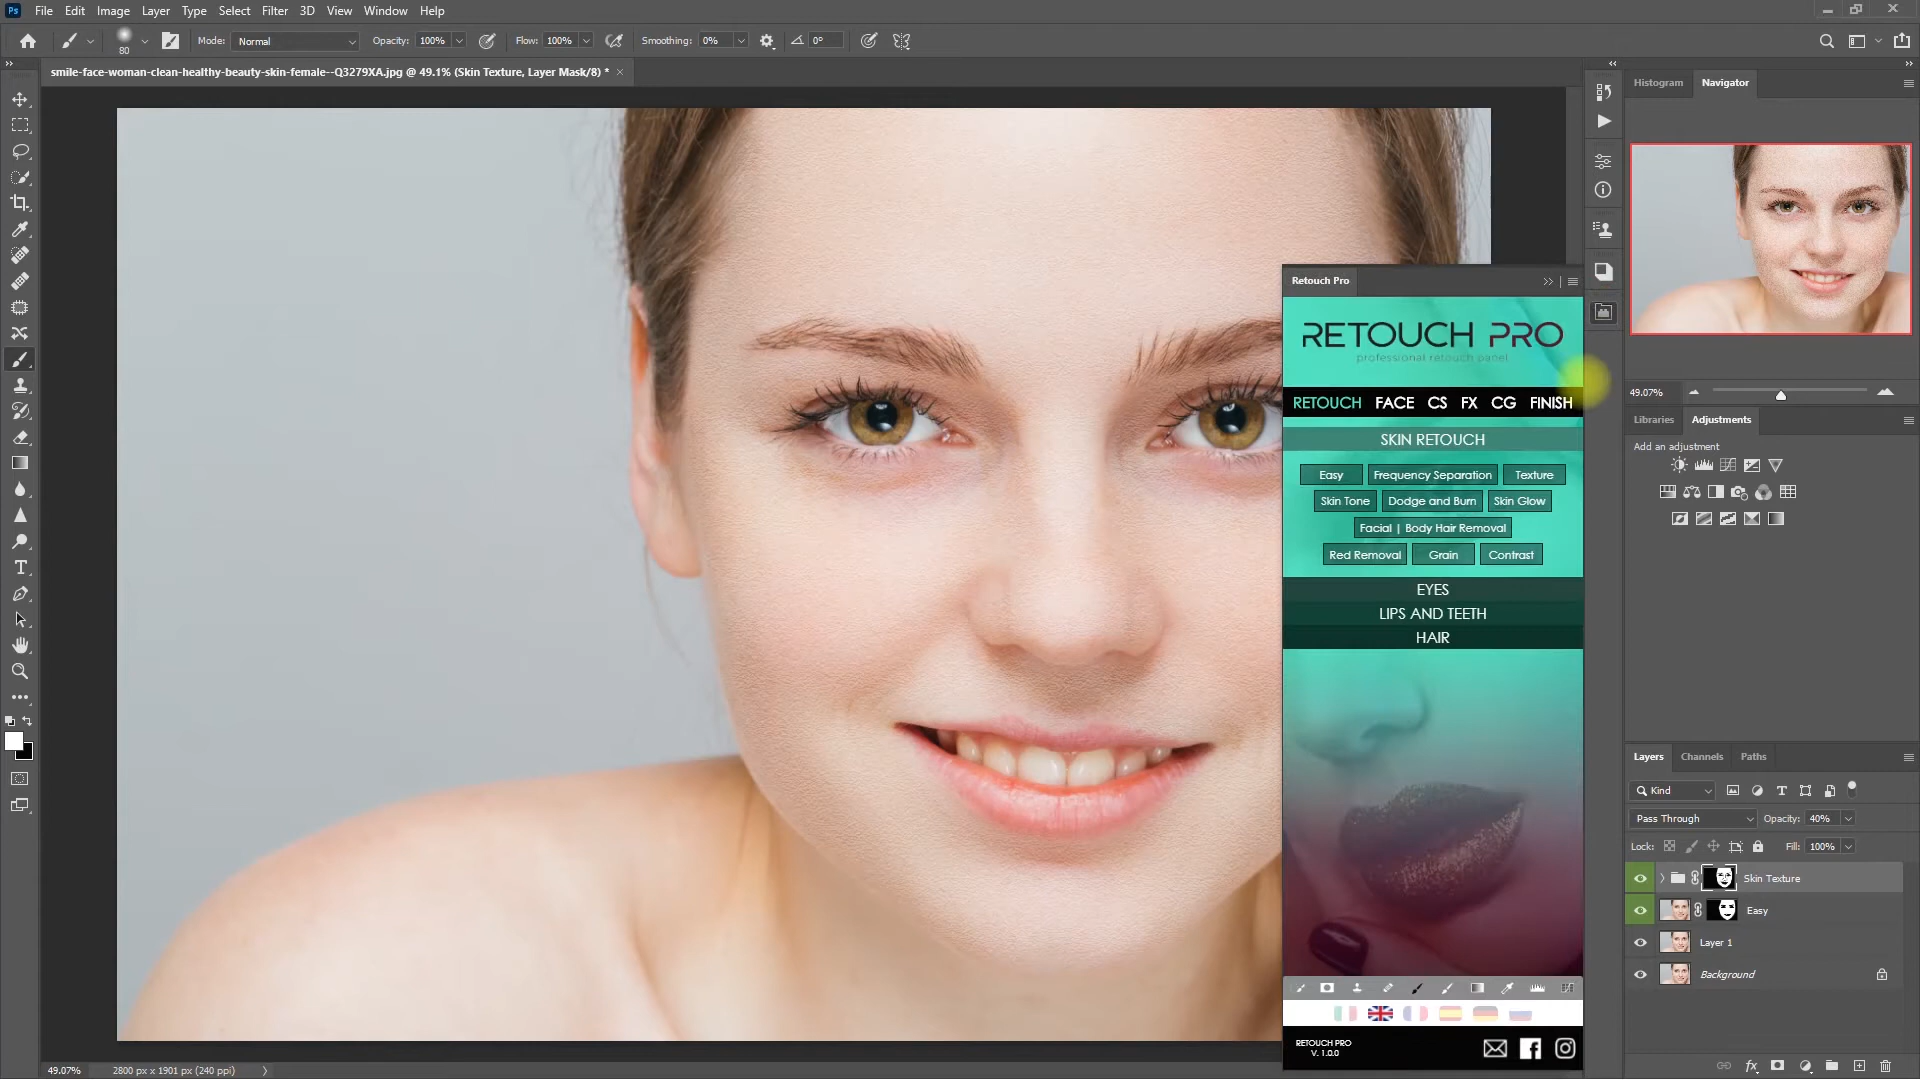 Ps File Edit Image Layer Type Select Filter 3D View Window Help
80 Mode: Normal Opacity: 100% Flow: 100% Smoothing: 0% 0°
smile-face-woman-clean-healthy-beauty-skin-female--Q3279XA.jpg @ 49.1% (Skin Texture, Layer Mask/8) * ×
Histogram Navigator
49.07%
Libraries Adjustments
Add an adjustment
Retouch Pro
RETOUCH PRO
professional retouch panel
RETOUCH FACE CS FX CG FINISH
SKIN RETOUCH
Easy Frequency Separation Texture
Skin Tone Dodge and Burn Skin Glow
Facial | Body Hair Removal
Red Removal Grain Contrast
EYES
LIPS AND TEETH
HAIR
RETOUCH PRO
V. 1.0.0
Layers Channels Paths
Kind
Pass Through Opacity: 40%
Lock: Fill: 100%
Skin Texture
Easy
Layer 1
Background
fx
49.07% 2800 px x 1901 px (240 ppi)